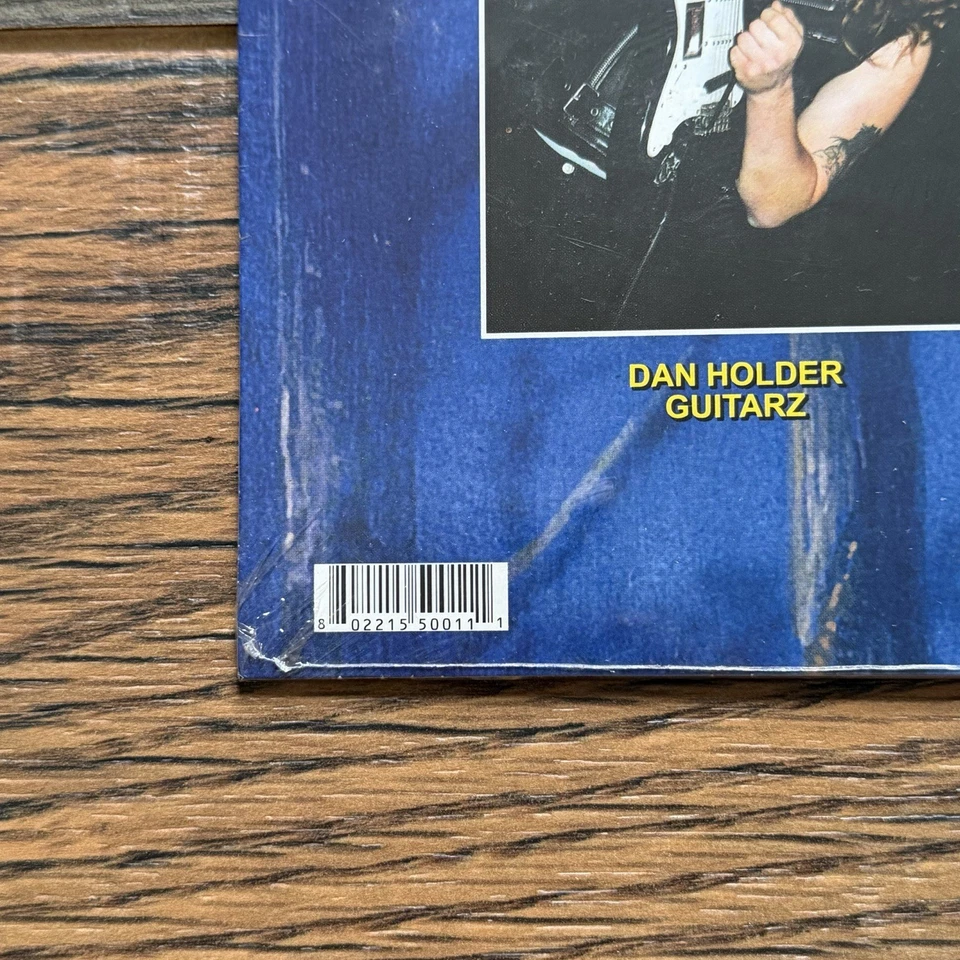 DAN HOLDER
GUITARZ
8 02215 50011 1